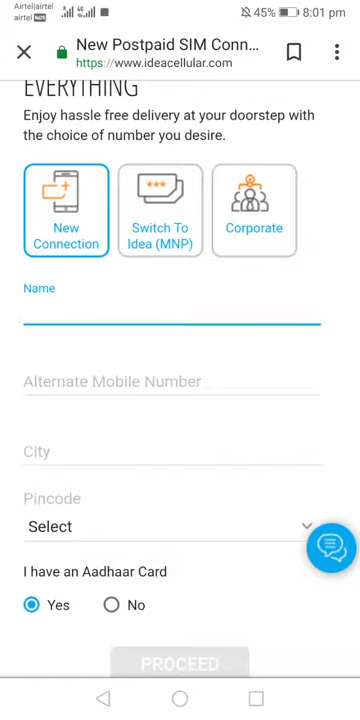 Airtel|airtel
airtel VoLTE
45% 8:01 pm
New Postpaid SIM Conn...
https://www.ideacellular.com
EVERYTHING
Enjoy hassle free delivery at your doorstep with
the choice of number you desire.
New
Connection
Switch To
Idea (MNP)
Corporate
Name
Alternate Mobile Number
City
Pincode
Select
I have an Aadhaar Card
Yes No
PROCEED